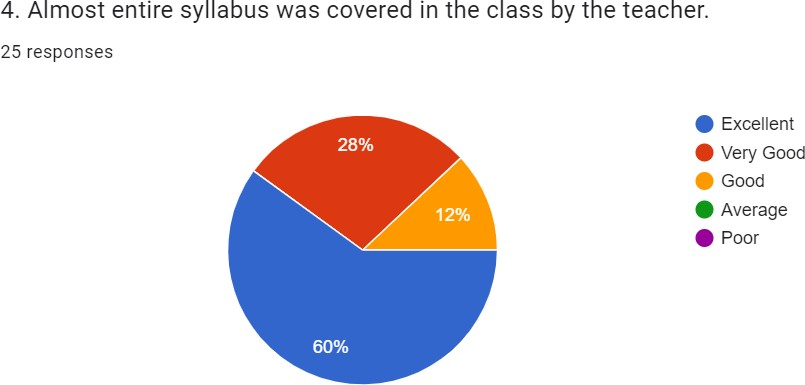 4. Almost entire syllabus was covered in the class by the teacher.
25 responses
28%
12%
60%
Excellent
Very Good
Good
Average
Poor